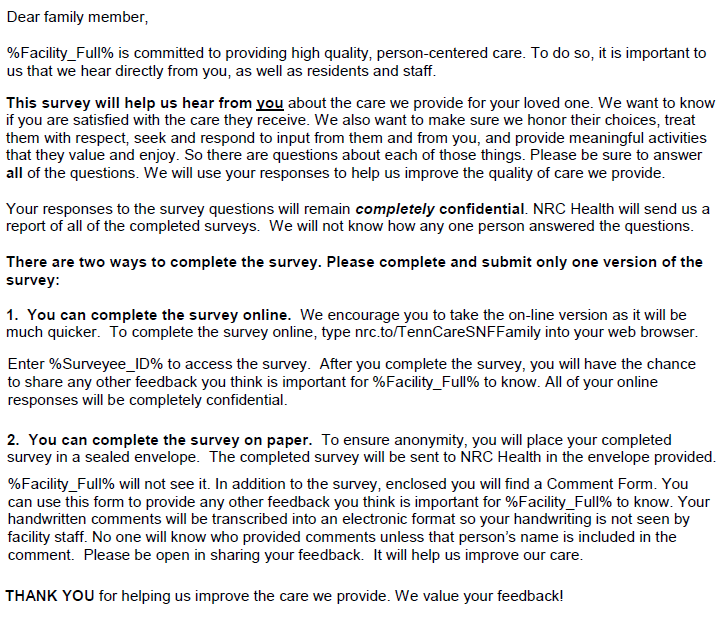 Dear family member,
%Facility_Full% is committed to providing high quality, person-centered care. To do so, it is important to
us that we hear directly from you, as well as residents and staff.
This survey will help us hear from you about the care we provide for your loved one. We want to know
if you are satisfied with the care they receive. We also want to make sure we honor their choices, treat
them with respect, seek and respond to input from them and from you, and provide meaningful activities
that they value and enjoy. So there are questions about each of those things. Please be sure to answer
all of the questions. We will use your responses to help us improve the quality of care we provide.
Your responses to the survey questions will remain completely confidential. NRC Health will send us a
report of all of the completed surveys.  We will not know how any one person answered the questions.
There are two ways to complete the survey. Please complete and submit only one version of the
survey:
1.  You can complete the survey online.  We encourage you to take the on-line version as it will be
much quicker.  To complete the survey online, type nrc.to/TennCareSNFFamily into your web browser.
Enter %Surveyee_ID% to access the survey.  After you complete the survey, you will have the chance
to share any other feedback you think is important for %Facility_Full% to know. All of your online
responses will be completely confidential.
2.  You can complete the survey on paper.  To ensure anonymity, you will place your completed
survey in a sealed envelope.  The completed survey will be sent to NRC Health in the envelope provided.
%Facility_Full% will not see it. In addition to the survey, enclosed you will find a Comment Form. You
can use this form to provide any other feedback you think is important for %Facility_Full% to know. Your
handwritten comments will be transcribed into an electronic format so your handwriting is not seen by
facility staff. No one will know who provided comments unless that person's name is included in the
comment.  Please be open in sharing your feedback.  It will help us improve our care.
THANK YOU for helping us improve the care we provide. We value your feedback!